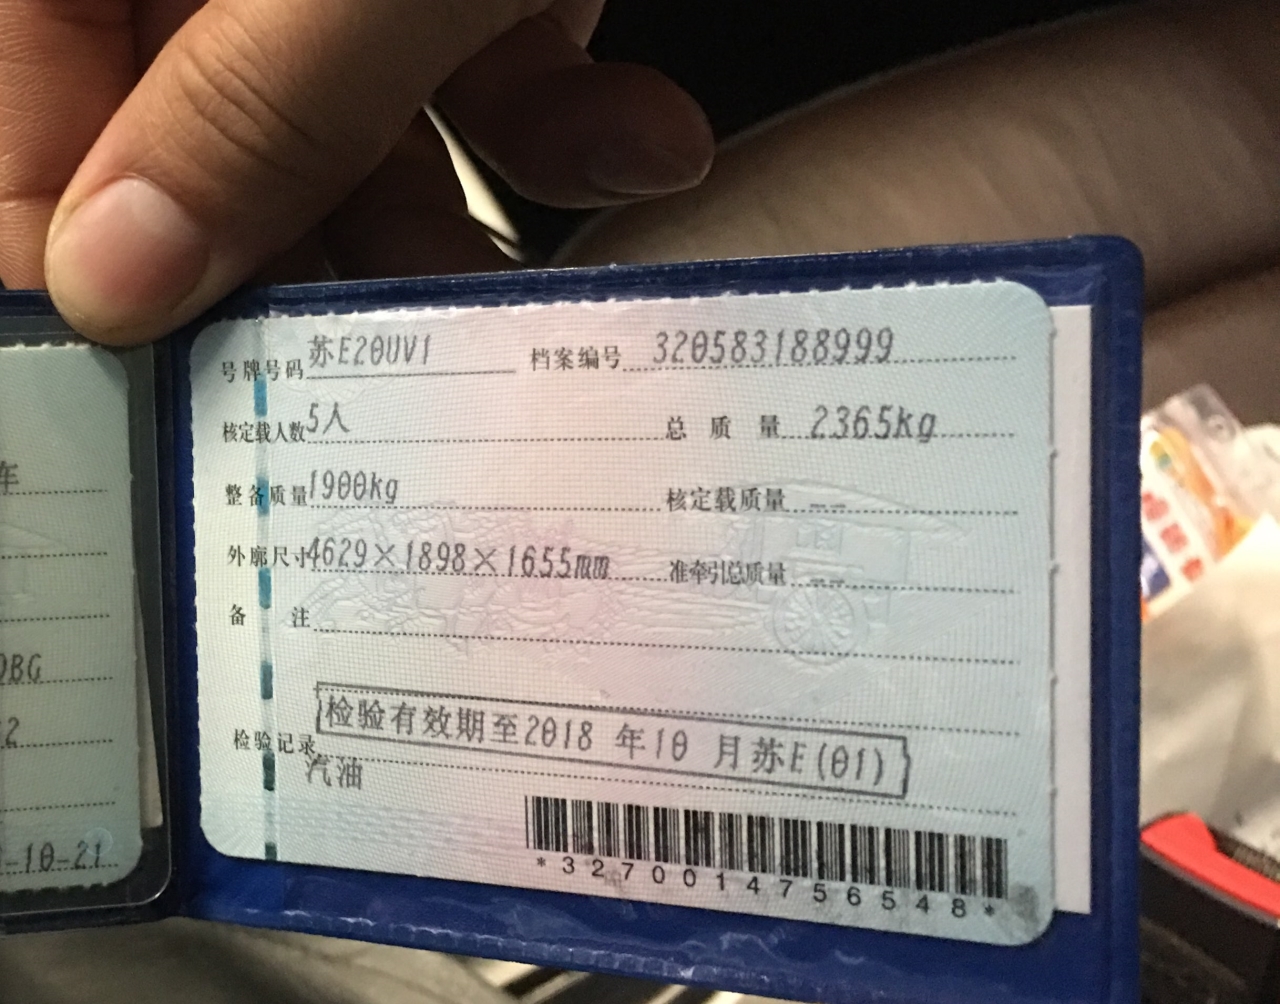 号牌号码 苏E20UV1 档案编号 320583188999
核定载人数 5人 总质量 2365kg
整备质量 1900kg 核定载质量 -- --
外廓尺寸 4629×1898×1655mm 准牵引总质量 -- --
备注
检验记录 检验有效期至2018 年10 月苏E(01)
汽油
*3270014756548*
车
QBG
2
-10-21